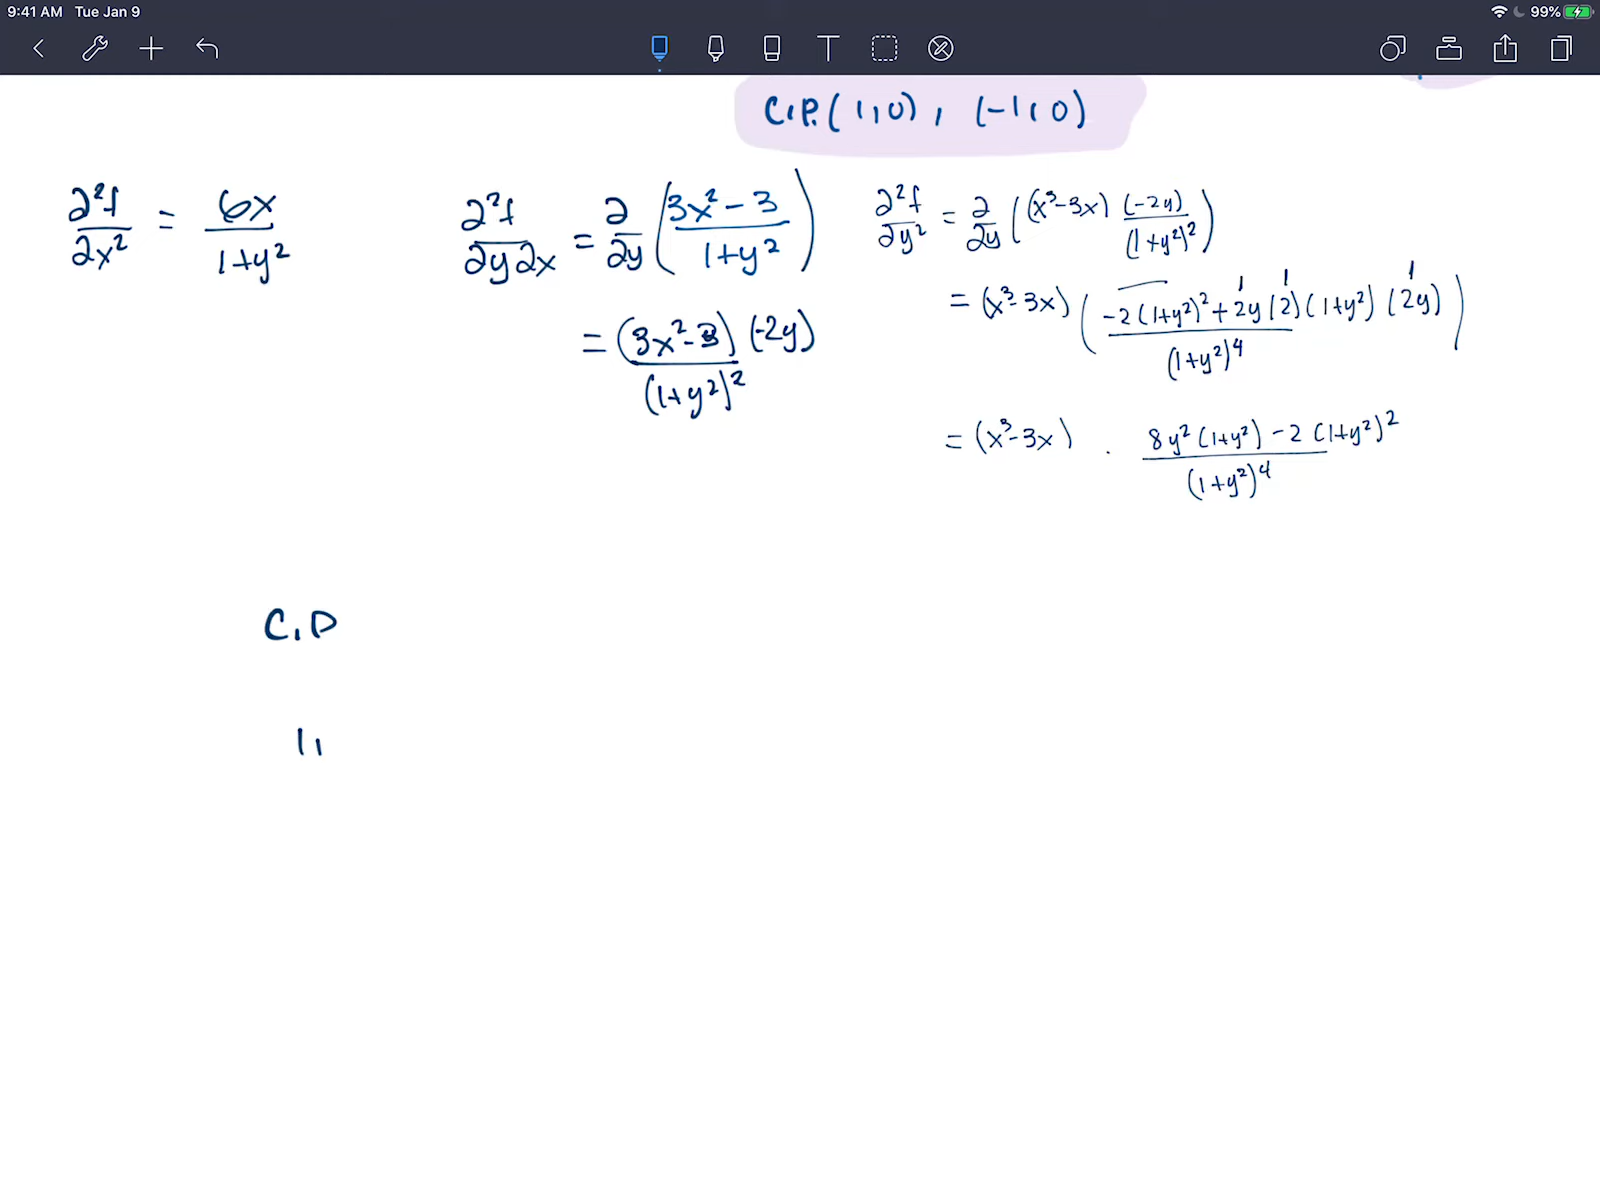 9:41 AM Tue Jan 9 99%
C.P. (1,0), (-1,0)
∂²f/∂x² = 6x/(1+y²)
∂²f/∂y∂x = ∂/∂y ((3x²-3)/(1+y²))
= (3x²-3)(-2y)/(1+y²)²
∂²f/∂y² = ∂/∂y ((x³-3x) (-2y)/(1+y²)²)
= (x³-3x) ((-2(1+y²)²+2y(2)(1+y²)(2y))/(1+y²)⁴)
= (x³-3x) · (8y²(1+y²)-2(1+y²)²)/(1+y²)⁴
T
1,